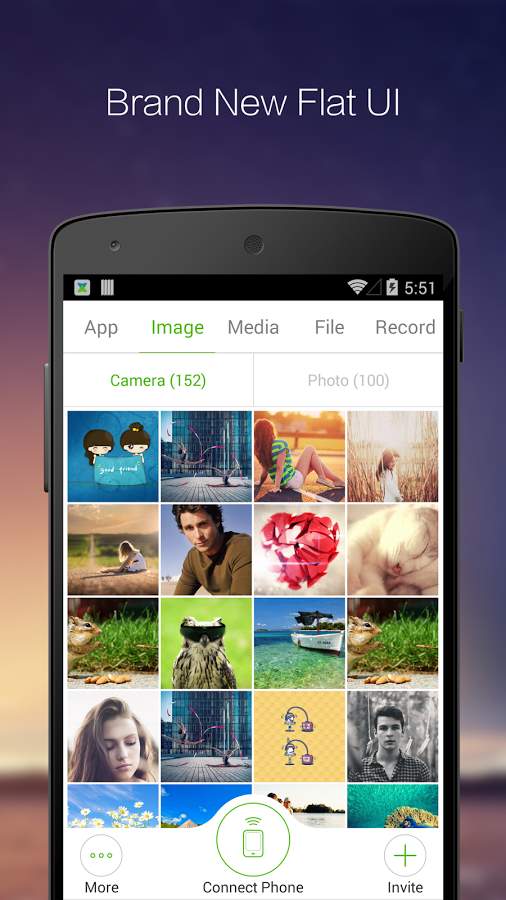 Brand New Flat UI
5:51
App Image Media File Record
Camera (152) Photo (100)
good friend
More Connect Phone Invite